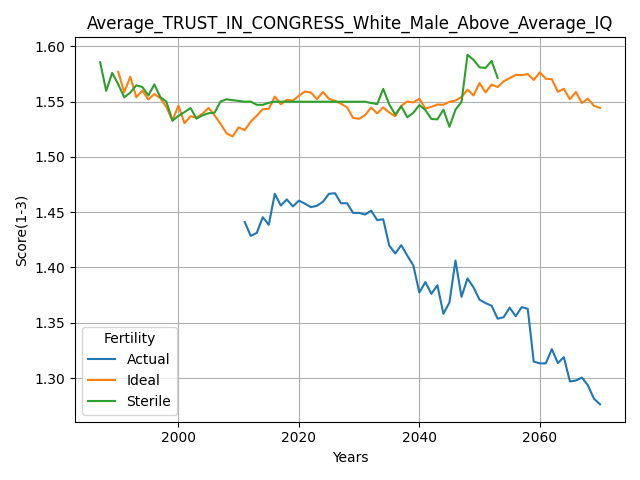 Average_TRUST_IN_CONGRESS_White_Male_Above_Average_IQ
1.60
1.55
1.50
1.45
1.40
1.35
1.30
Score(1-3)
Fertility
Actual
Ideal
Sterile
2000 2020 2040 2060
Years